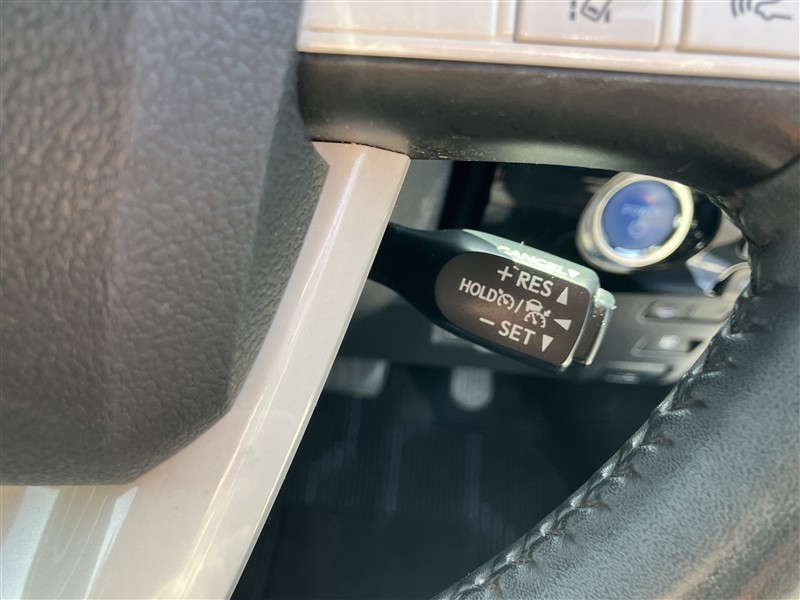 CANCEL
+ RES ▲
HOLD /
- SET ▼